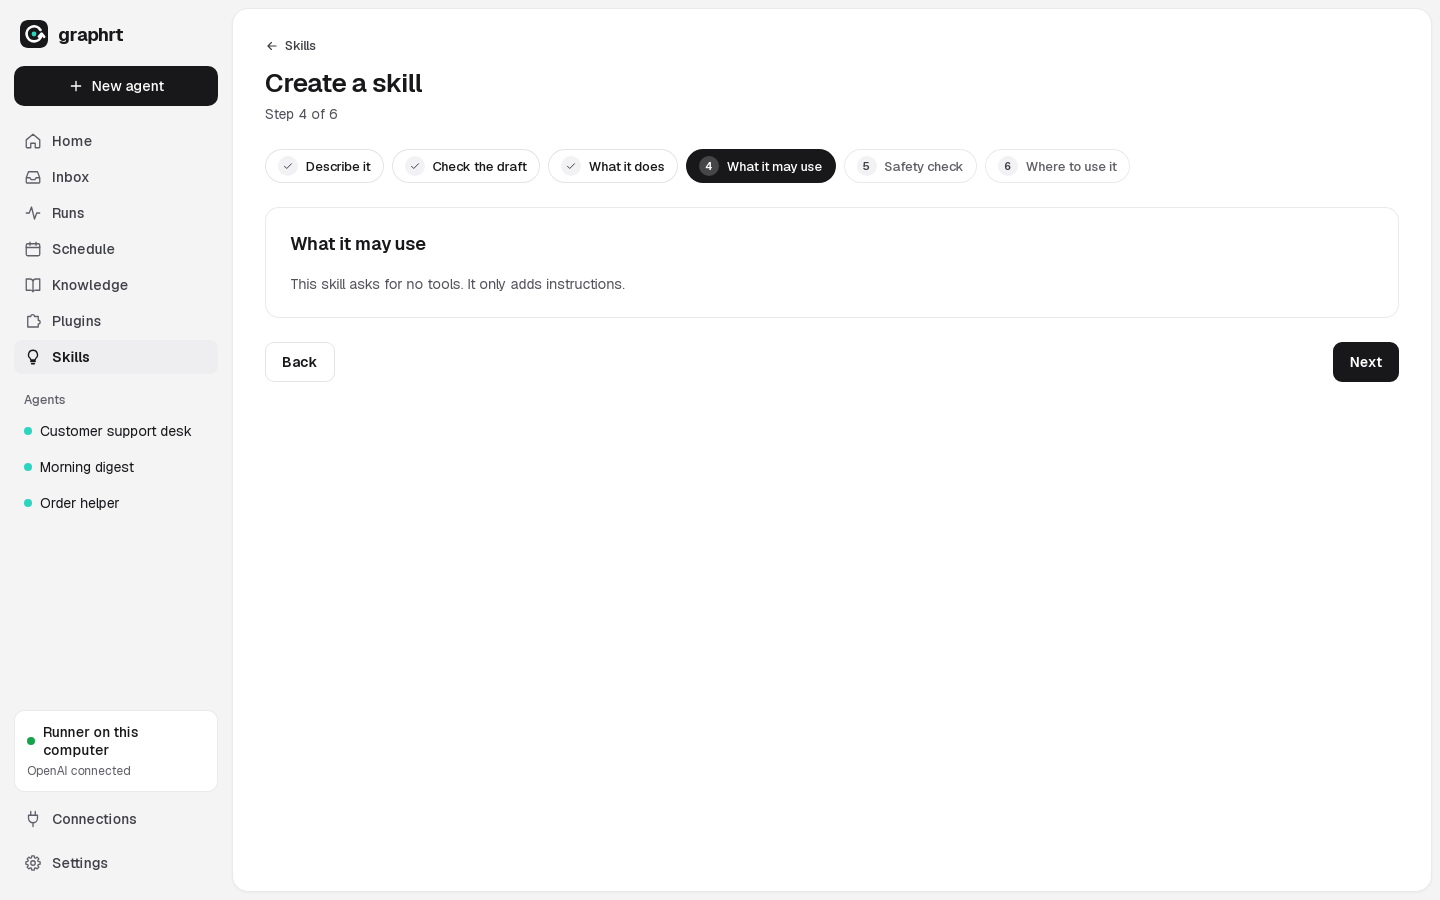 graphrt
New agent
Home
Inbox
Runs
Schedule
Knowledge
Plugins
Skills
Agents
Customer support desk
Morning digest
Order helper
Runner on this
computer
OpenAI connected
Connections
Settings
Skills
Create a skill
Step 4 of 6
Describe it
Check the draft
What it does
4 What it may use
5 Safety check
6 Where to use it
What it may use
This skill asks for no tools. It only adds instructions.
Back
Next